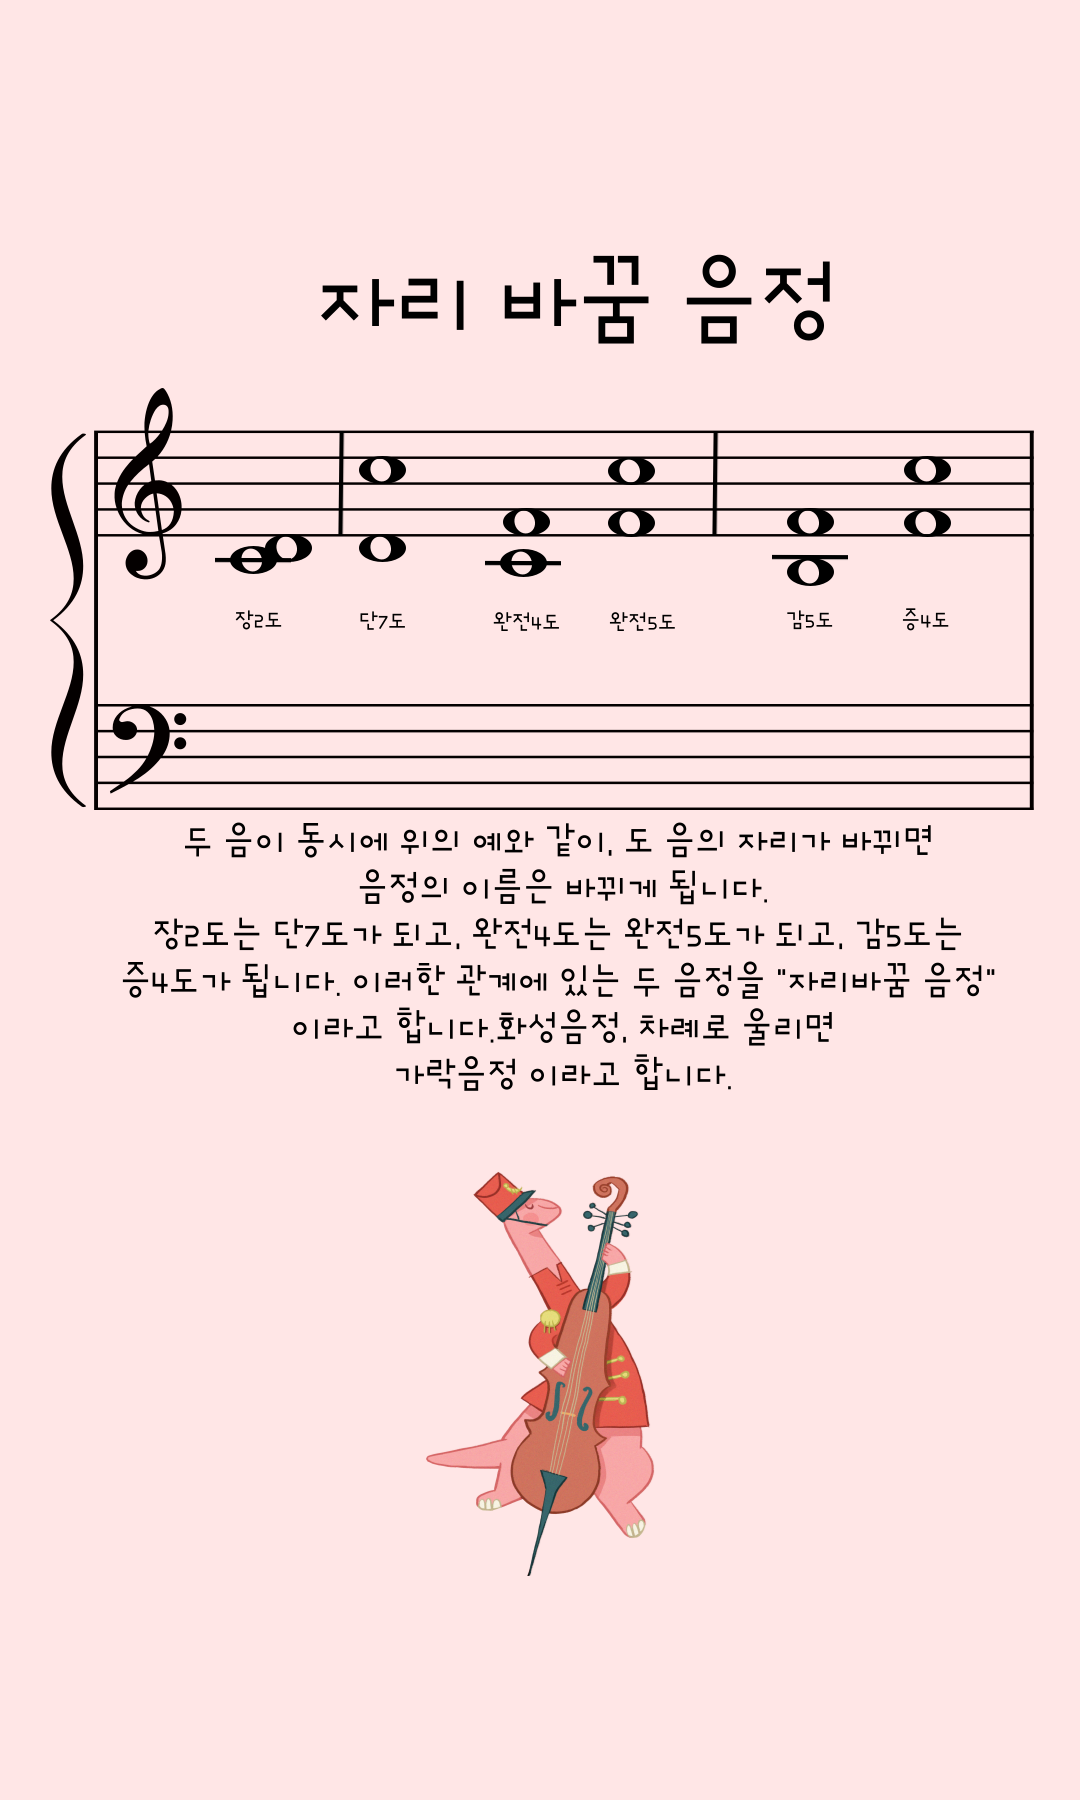 자리 바꿈 음정
장2도 단7도 완전4도 완전5도 감5도 증4도
두 음이 동시에 위의 예와 같이, 도 음의 자리가 바뀌면
음정의 이름은 바뀌게 됩니다.
장2도는 단7도가 되고, 완전4도는 완전5도가 되고, 감5도는
증4도가 됩니다. 이러한 관계에 있는 두 음정을 "자리바꿈 음정"
이라고 합니다.화성음정, 차례로 울리면
가락음정 이라고 합니다.